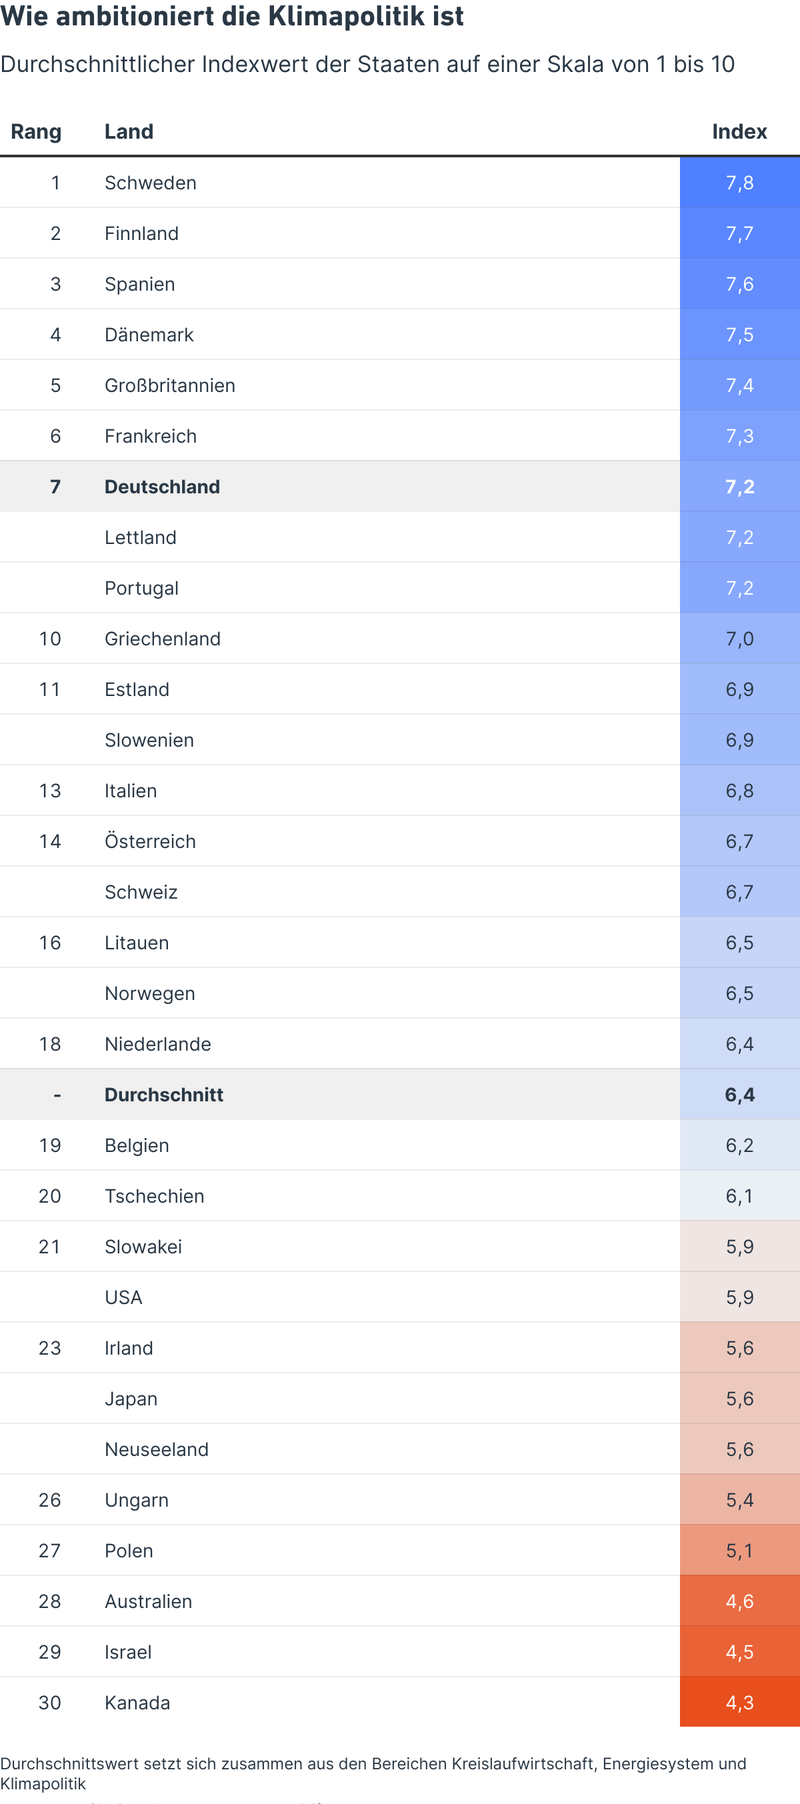 Wie ambitioniert die Klimapolitik ist
Durchschnittlicher Indexwert der Staaten auf einer Skala von 1 bis 10
Rang Land Index
1 Schweden 7,8
2 Finnland 7,7
3 Spanien 7,6
4 Dänemark 7,5
5 Großbritannien 7,4
6 Frankreich 7,3
7 Deutschland 7,2
Lettland 7,2
Portugal 7,2
10 Griechenland 7,0
11 Estland 6,9
Slowenien 6,9
13 Italien 6,8
14 Österreich 6,7
Schweiz 6,7
16 Litauen 6,5
Norwegen 6,5
18 Niederlande 6,4
- Durchschnitt 6,4
19 Belgien 6,2
20 Tschechien 6,1
21 Slowakei 5,9
USA 5,9
23 Irland 5,6
Japan 5,6
Neuseeland 5,6
26 Ungarn 5,4
27 Polen 5,1
28 Australien 4,6
29 Israel 4,5
30 Kanada 4,3
Durchschnittswert setzt sich zusammen aus den Bereichen Kreislaufwirtschaft, Energiesystem und
Klimapolitik